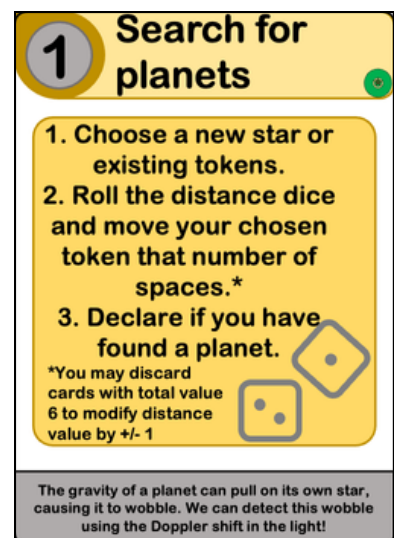 1
Search for
planets
1. Choose a new star or
existing tokens.
2. Roll the distance dice
and move your chosen
token that number of
spaces.*
3. Declare if you have
found a planet.
*You may discard
cards with total value
6 to modify distance
value by +/- 1
The gravity of a planet can pull on its own star,
causing it to wobble. We can detect this wobble
using the Doppler shift in the light!